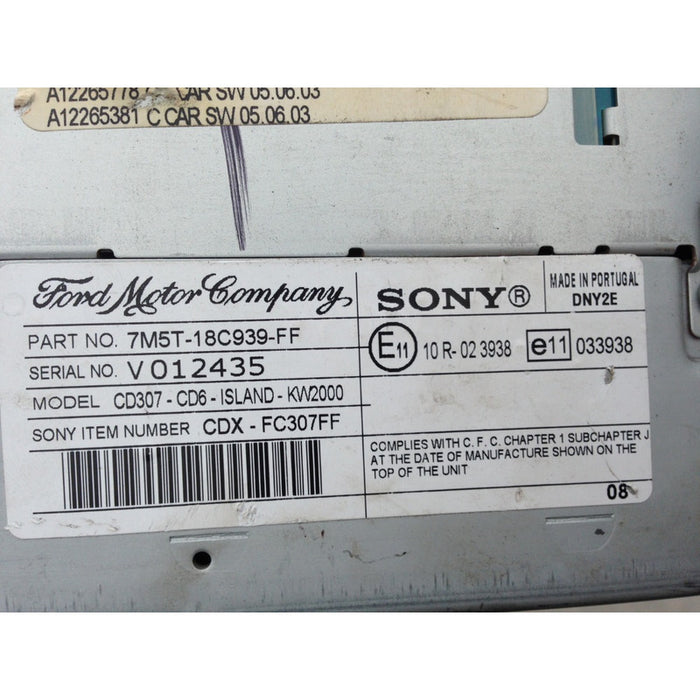 A12265778 C CAR SW 05.06.03
A12265381 C CAR SW 05.06.03
Ford Motor Company,
SONY®
MADE IN PORTUGAL
DNY2E
PART NO. 7M5T-18C939-FF
SERIAL NO. V 012435
MODEL CD307 - CD6 - ISLAND - KW2000
SONY ITEM NUMBER CDX - FC307FF
E11 10 R- 02 3938 e11 033938
COMPLIES WITH C. F. C. CHAPTER 1 SUBCHAPTER J
AT THE DATE OF MANUFACTURE SHOWN ON THE
TOP OF THE UNIT
08